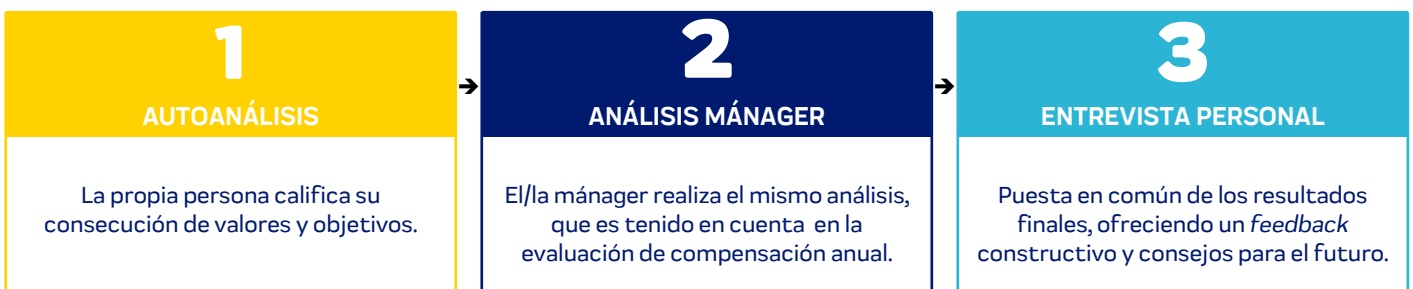 1
AUTOANÁLISIS
La propia persona califica su
consecución de valores y objetivos.
➔
2
ANÁLISIS MÁNAGER
El/la mánager realiza el mismo análisis,
que es tenido en cuenta en la
evaluación de compensación anual.
➔
3
ENTREVISTA PERSONAL
Puesta en común de los resultados
finales, ofreciendo un feedback
constructivo y consejos para el futuro.